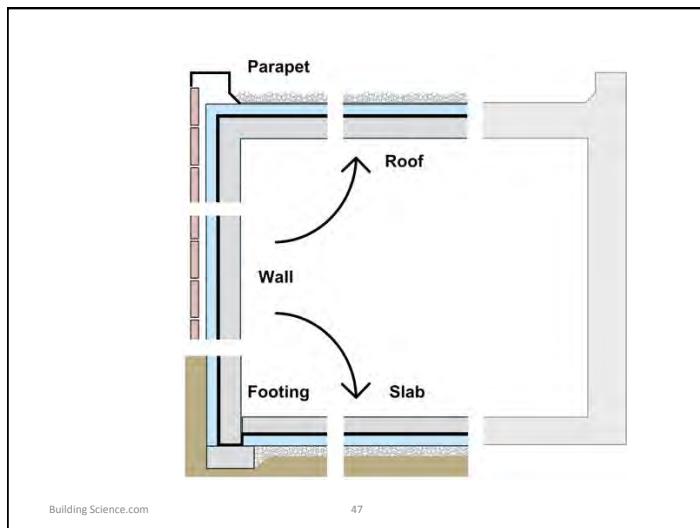 Parapet
Roof
Wall
Footing
Slab
Building Science.com
47